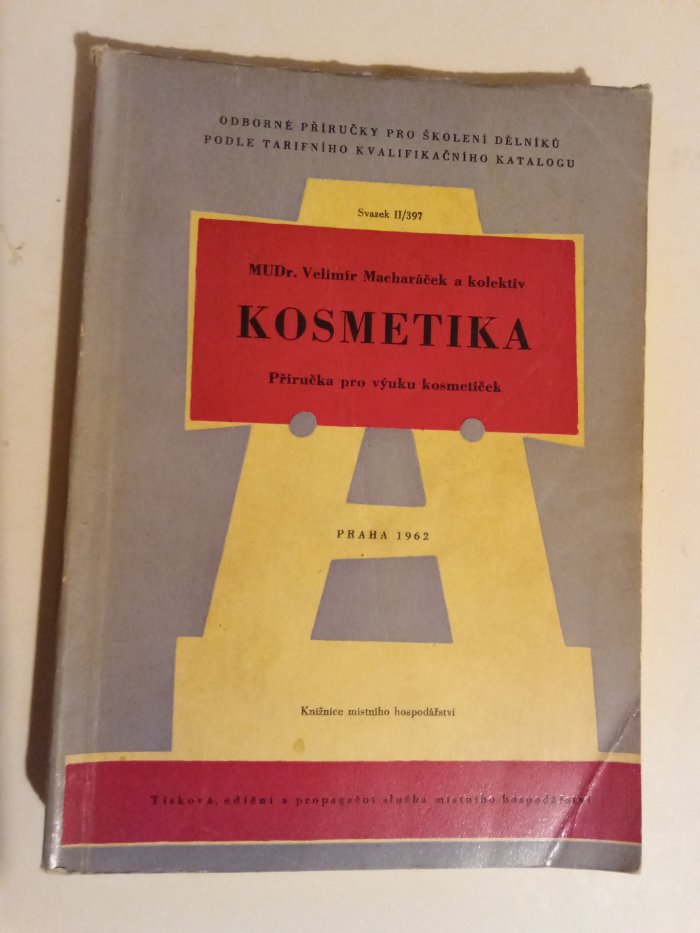 ODBORNÉ PŘÍRUČKY PRO ŠKOLENÍ DĚLNÍKŮ
PODLE TARIFNÍHO KVALIFIKAČNÍHO KATALOGU
Svazek II/397
MUDr. Velimír Macharáček a kolektiv
KOSMETIKA
Příručka pro výuku kosmetiček
PRAHA 1962
Knižnice místního hospodářství
Tisková, ediční a propagační služba místního hospodářství